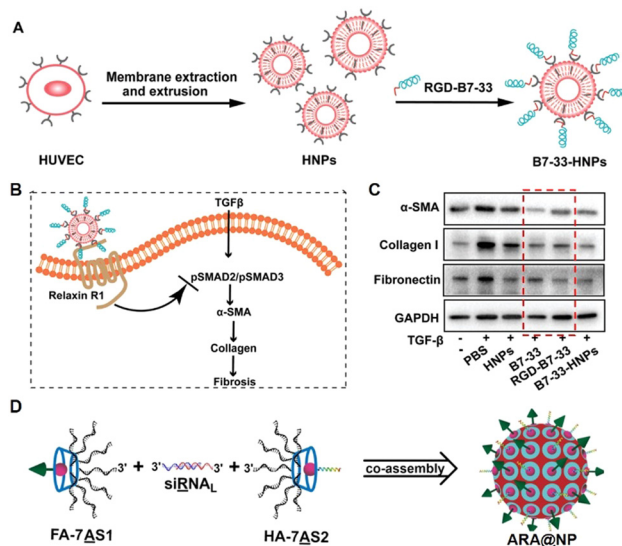 A
Membrane extraction
and extrusion
RGD-B7-33
HUVEC
HNPs
B7-33-HNPs
B
TGFβ
Relaxin R1
pSMAD2/pSMAD3
α-SMA
Collagen
Fibrosis
C
α-SMA
Collagen I
Fibronectin
GAPDH
TGF-β - + + + + +
- PBS HNPs B7-33 RGD-B7-33 B7-33-HNPs
D
3' + 3' 3' + 3'
siRNAL
co-assembly
FA-7AS1
HA-7AS2
ARA@NP